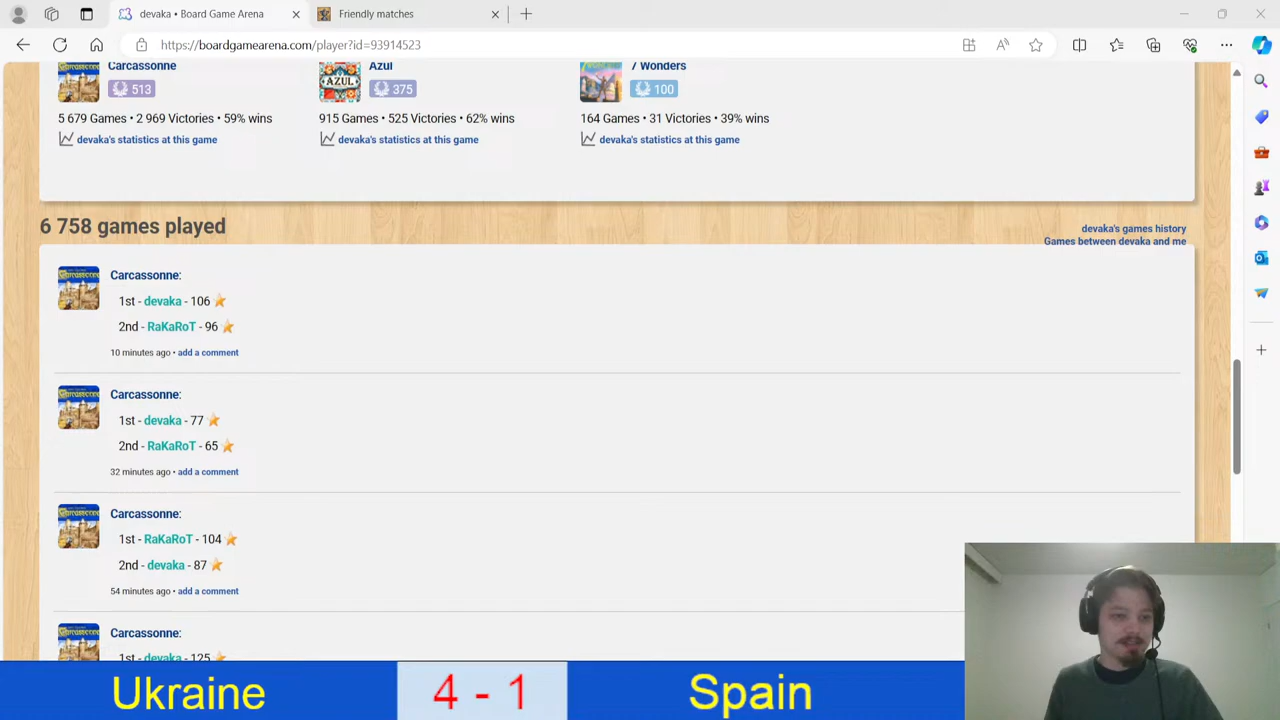 devaka • Board Game Arena
Friendly matches
https://boardgamearena.com/player?id=93914523
Carcassonne
513
5 679 Games • 2 969 Victories • 59% wins
devaka's statistics at this game
Azul
AZUL
375
915 Games • 525 Victories • 62% wins
devaka's statistics at this game
7 Wonders
100
164 Games • 31 Victories • 39% wins
devaka's statistics at this game
6 758 games played
devaka's games history
Games between devaka and me
Carcassonne:
1st - devaka - 106
2nd - RaKaRoT - 96
10 minutes ago • add a comment
Carcassonne:
1st - devaka - 77
2nd - RaKaRoT - 65
32 minutes ago • add a comment
Carcassonne:
1st - RaKaRoT - 104
2nd - devaka - 87
54 minutes ago • add a comment
Carcassonne:
1st - devaka - 125
Ukraine 4 - 1 Spain